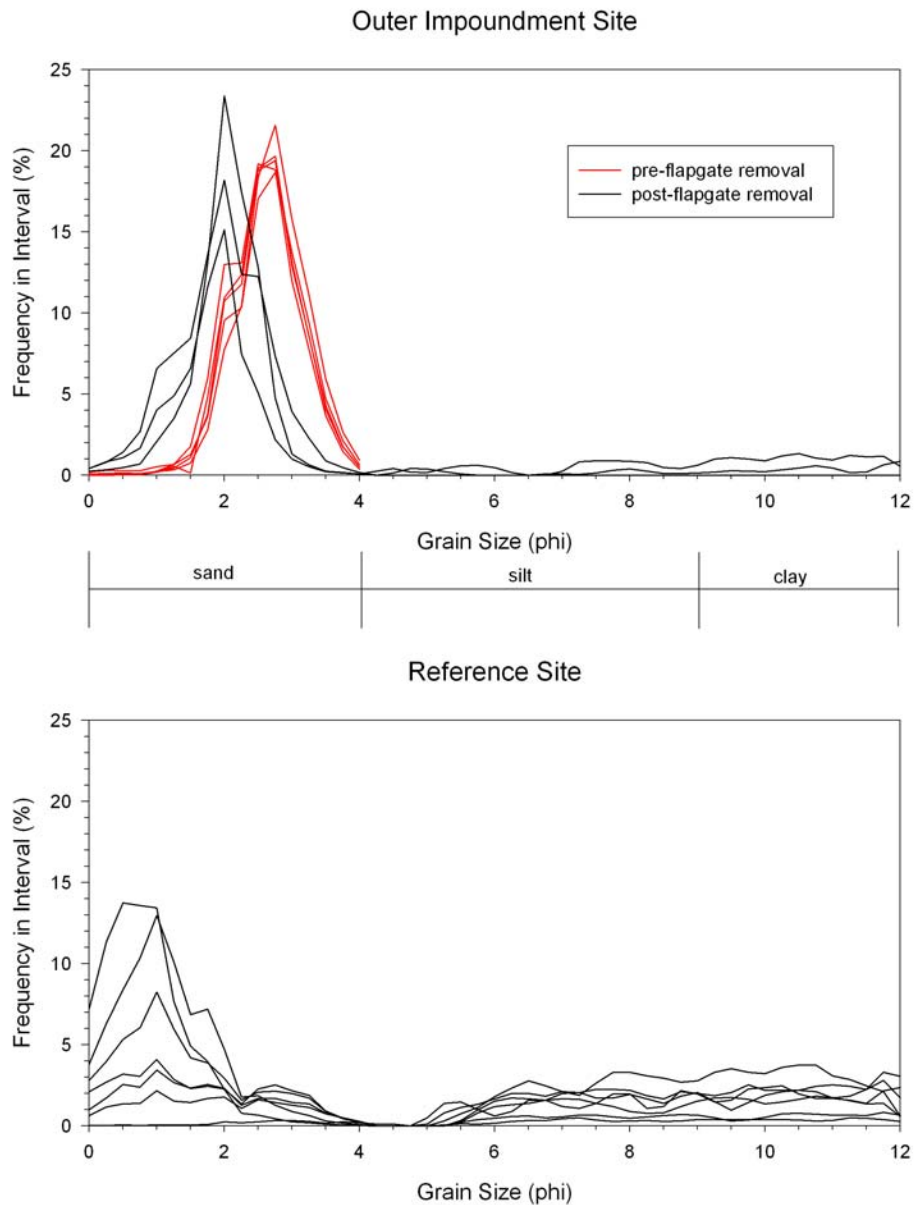 Outer Impoundment Site
25
20
15
10
5
0
Frequency in Interval (%)
pre-flapgate removal
post-flapgate removal
0 2 4 6 8 10 12
Grain Size (phi)
sand silt clay
Reference Site
25
20
15
10
5
0
Frequency in Interval (%)
0 2 4 6 8 10 12
Grain Size (phi)